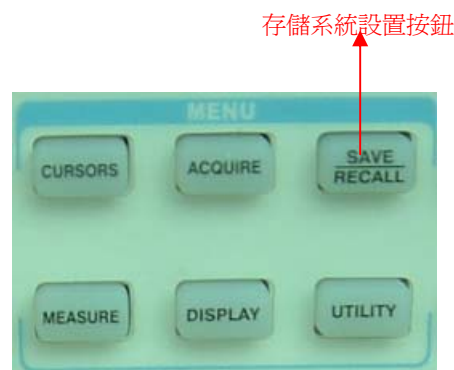 存儲系統設置按鈕
MENU
CURSORS ACQUIRE SAVE
RECALL
MEASURE DISPLAY UTILITY